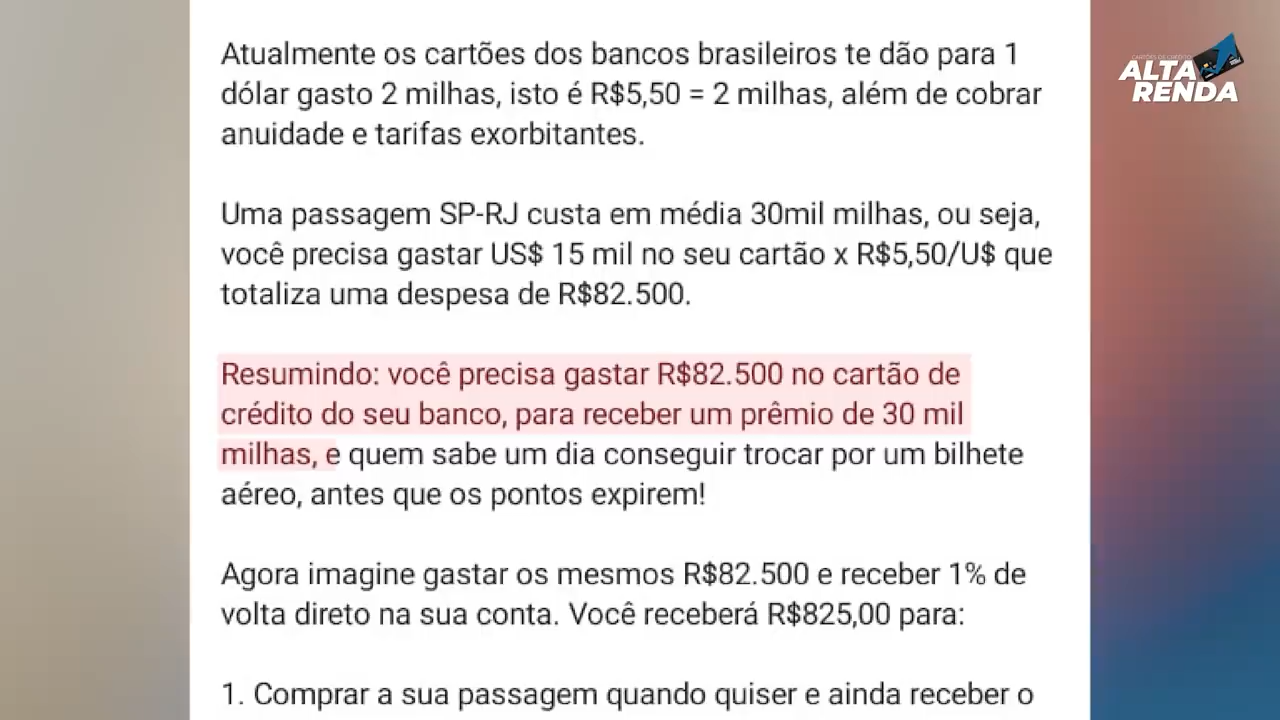 Atualmente os cartões dos bancos brasileiros te dão para 1
dólar gasto 2 milhas, isto é R$5,50 = 2 milhas, além de cobrar
anuidade e tarifas exorbitantes.
Uma passagem SP-RJ custa em média 30mil milhas, ou seja,
você precisa gastar US$ 15 mil no seu cartão x R$5,50/U$ que
totaliza uma despesa de R$82.500.
Resumindo: você precisa gastar R$82.500 no cartão de
crédito do seu banco, para receber um prêmio de 30 mil
milhas, e quem sabe um dia conseguir trocar por um bilhete
aéreo, antes que os pontos expirem!
Agora imagine gastar os mesmos R$82.500 e receber 1% de
volta direto na sua conta. Você receberá R$825,00 para:
1. Comprar a sua passagem quando quiser e ainda receber o
CARTÕES DE CRÉDITO
ALTA
RENDA